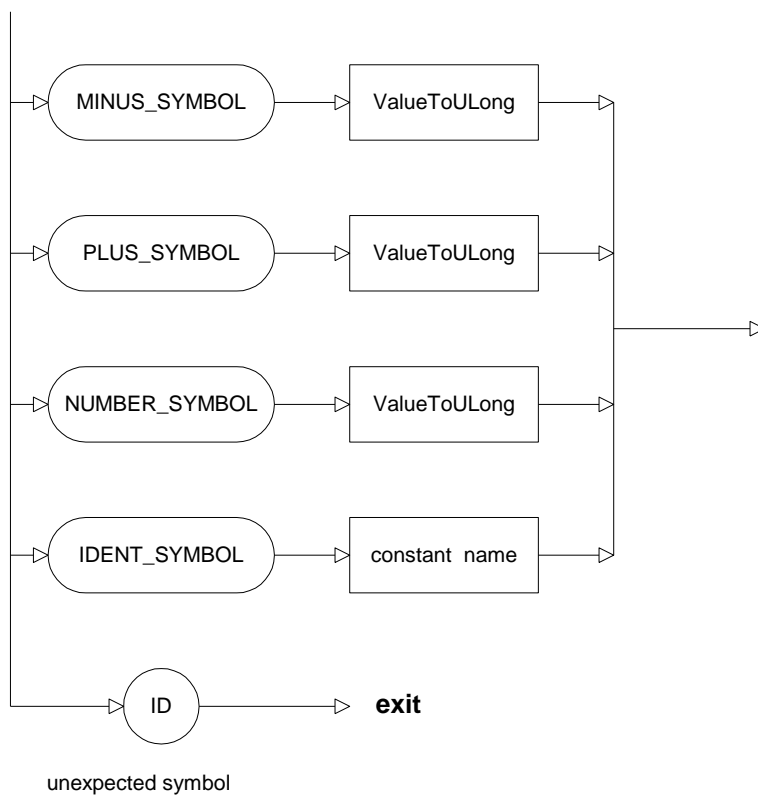 MINUS_SYMBOL ValueToULong
PLUS_SYMBOL ValueToULong
NUMBER_SYMBOL ValueToULong
IDENT_SYMBOL constant name
ID exit
unexpected symbol